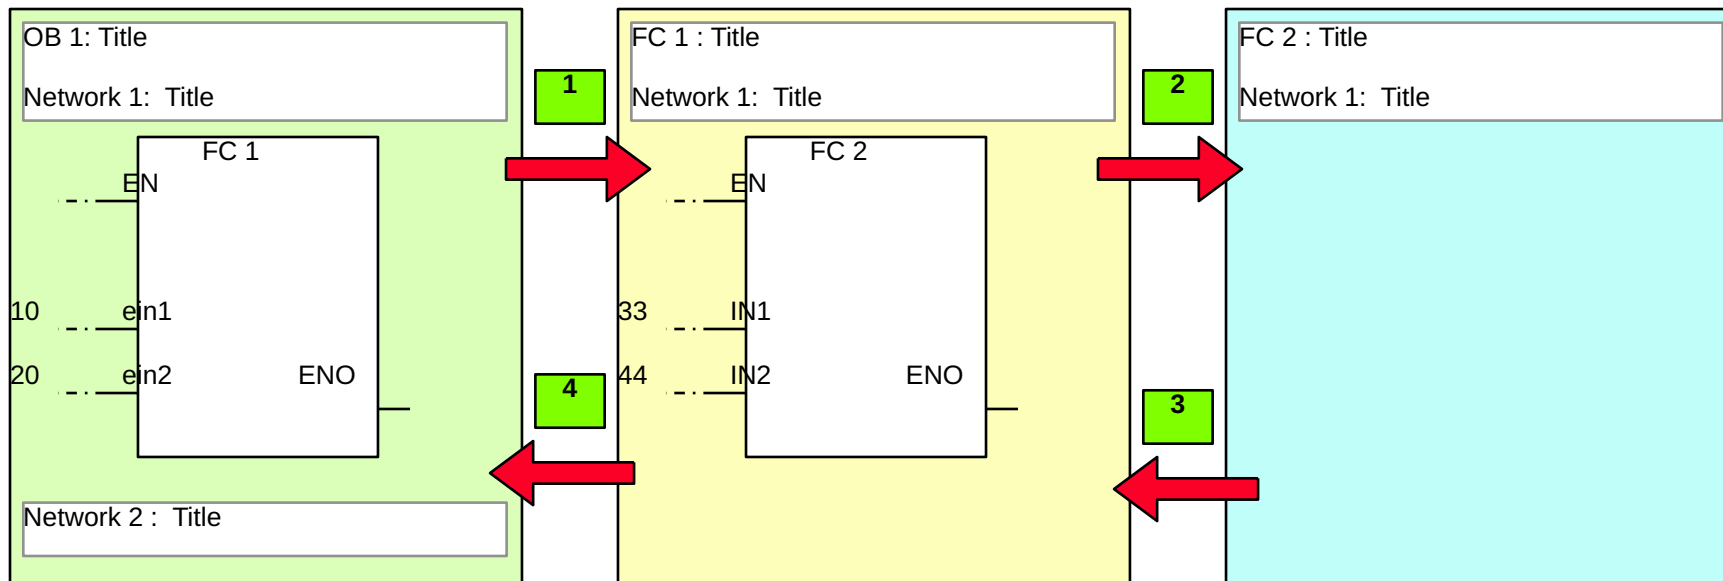 OB 1: Title
Network 1:  Title
FC 1
EN
10
ein1
20
ein2
ENO
Network 2 :  Title
1
4
FC 1 : Title
Network 1:  Title
FC 2
EN
33
IN1
44
IN2
ENO
2
3
FC 2 : Title
Network 1:  Title